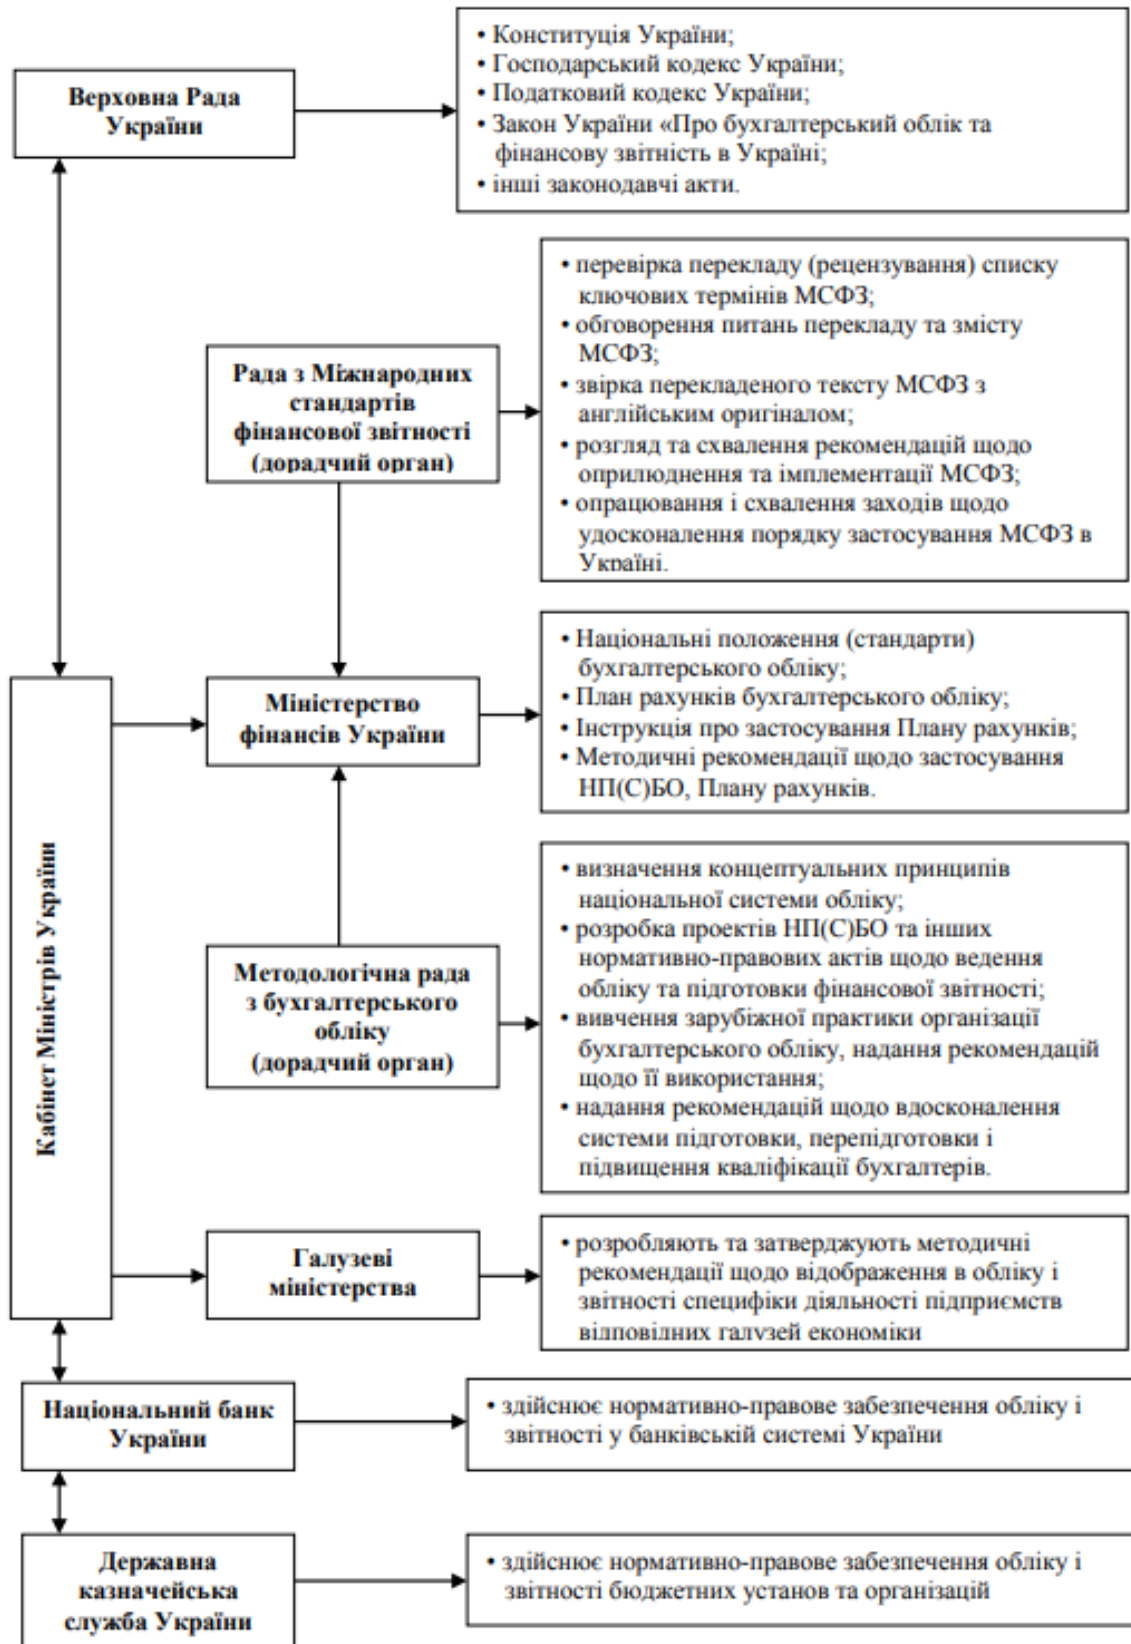 Верховна Рада
України
• Конституція України;
• Господарський кодекс України;
• Податковий кодекс України;
• Закон України «Про бухгалтерський облік та
фінансову звітність в Україні;
• інші законодавчі акти.
Рада з Міжнародних
стандартів
фінансової звітності
(дорадчий орган)
• перевірка перекладу (рецензування) списку
ключових термінів МСФЗ;
• обговорення питань перекладу та змісту
МСФЗ;
• звірка перекладеного тексту МСФЗ з
англійським оригіналом;
• розгляд та схвалення рекомендацій щодо
оприлюднення та імплементації МСФЗ;
• опрацювання і схвалення заходів щодо
удосконалення порядку застосування МСФЗ в
Україні.
Кабінет Міністрів України
Міністерство
фінансів України
• Національні положення (стандарти)
бухгалтерського обліку;
• План рахунків бухгалтерського обліку;
• Інструкція про застосування Плану рахунків;
• Методичні рекомендації щодо застосування
НП(С)БО, Плану рахунків.
Методологічна рада
з бухгалтерського
обліку
(дорадчий орган)
• визначення концептуальних принципів
національної системи обліку;
• розробка проектів НП(С)БО та інших
нормативно-правових актів щодо ведення
обліку та підготовки фінансової звітності;
• вивчення зарубіжної практики організації
бухгалтерського обліку, надання рекомендацій
щодо її використання;
• надання рекомендацій щодо вдосконалення
системи підготовки, перепідготовки і
підвищення кваліфікації бухгалтерів.
Галузеві
міністерства
• розробляють та затверджують методичні
рекомендації щодо відображення в обліку і
звітності специфіки діяльності підприємств
відповідних галузей економіки
Національний банк
України
• здійснює нормативно-правове забезпечення обліку і
звітності у банківській системі України
Державна
казначейська
служба України
• здійснює нормативно-правове забезпечення обліку і
звітності бюджетних установ та організацій